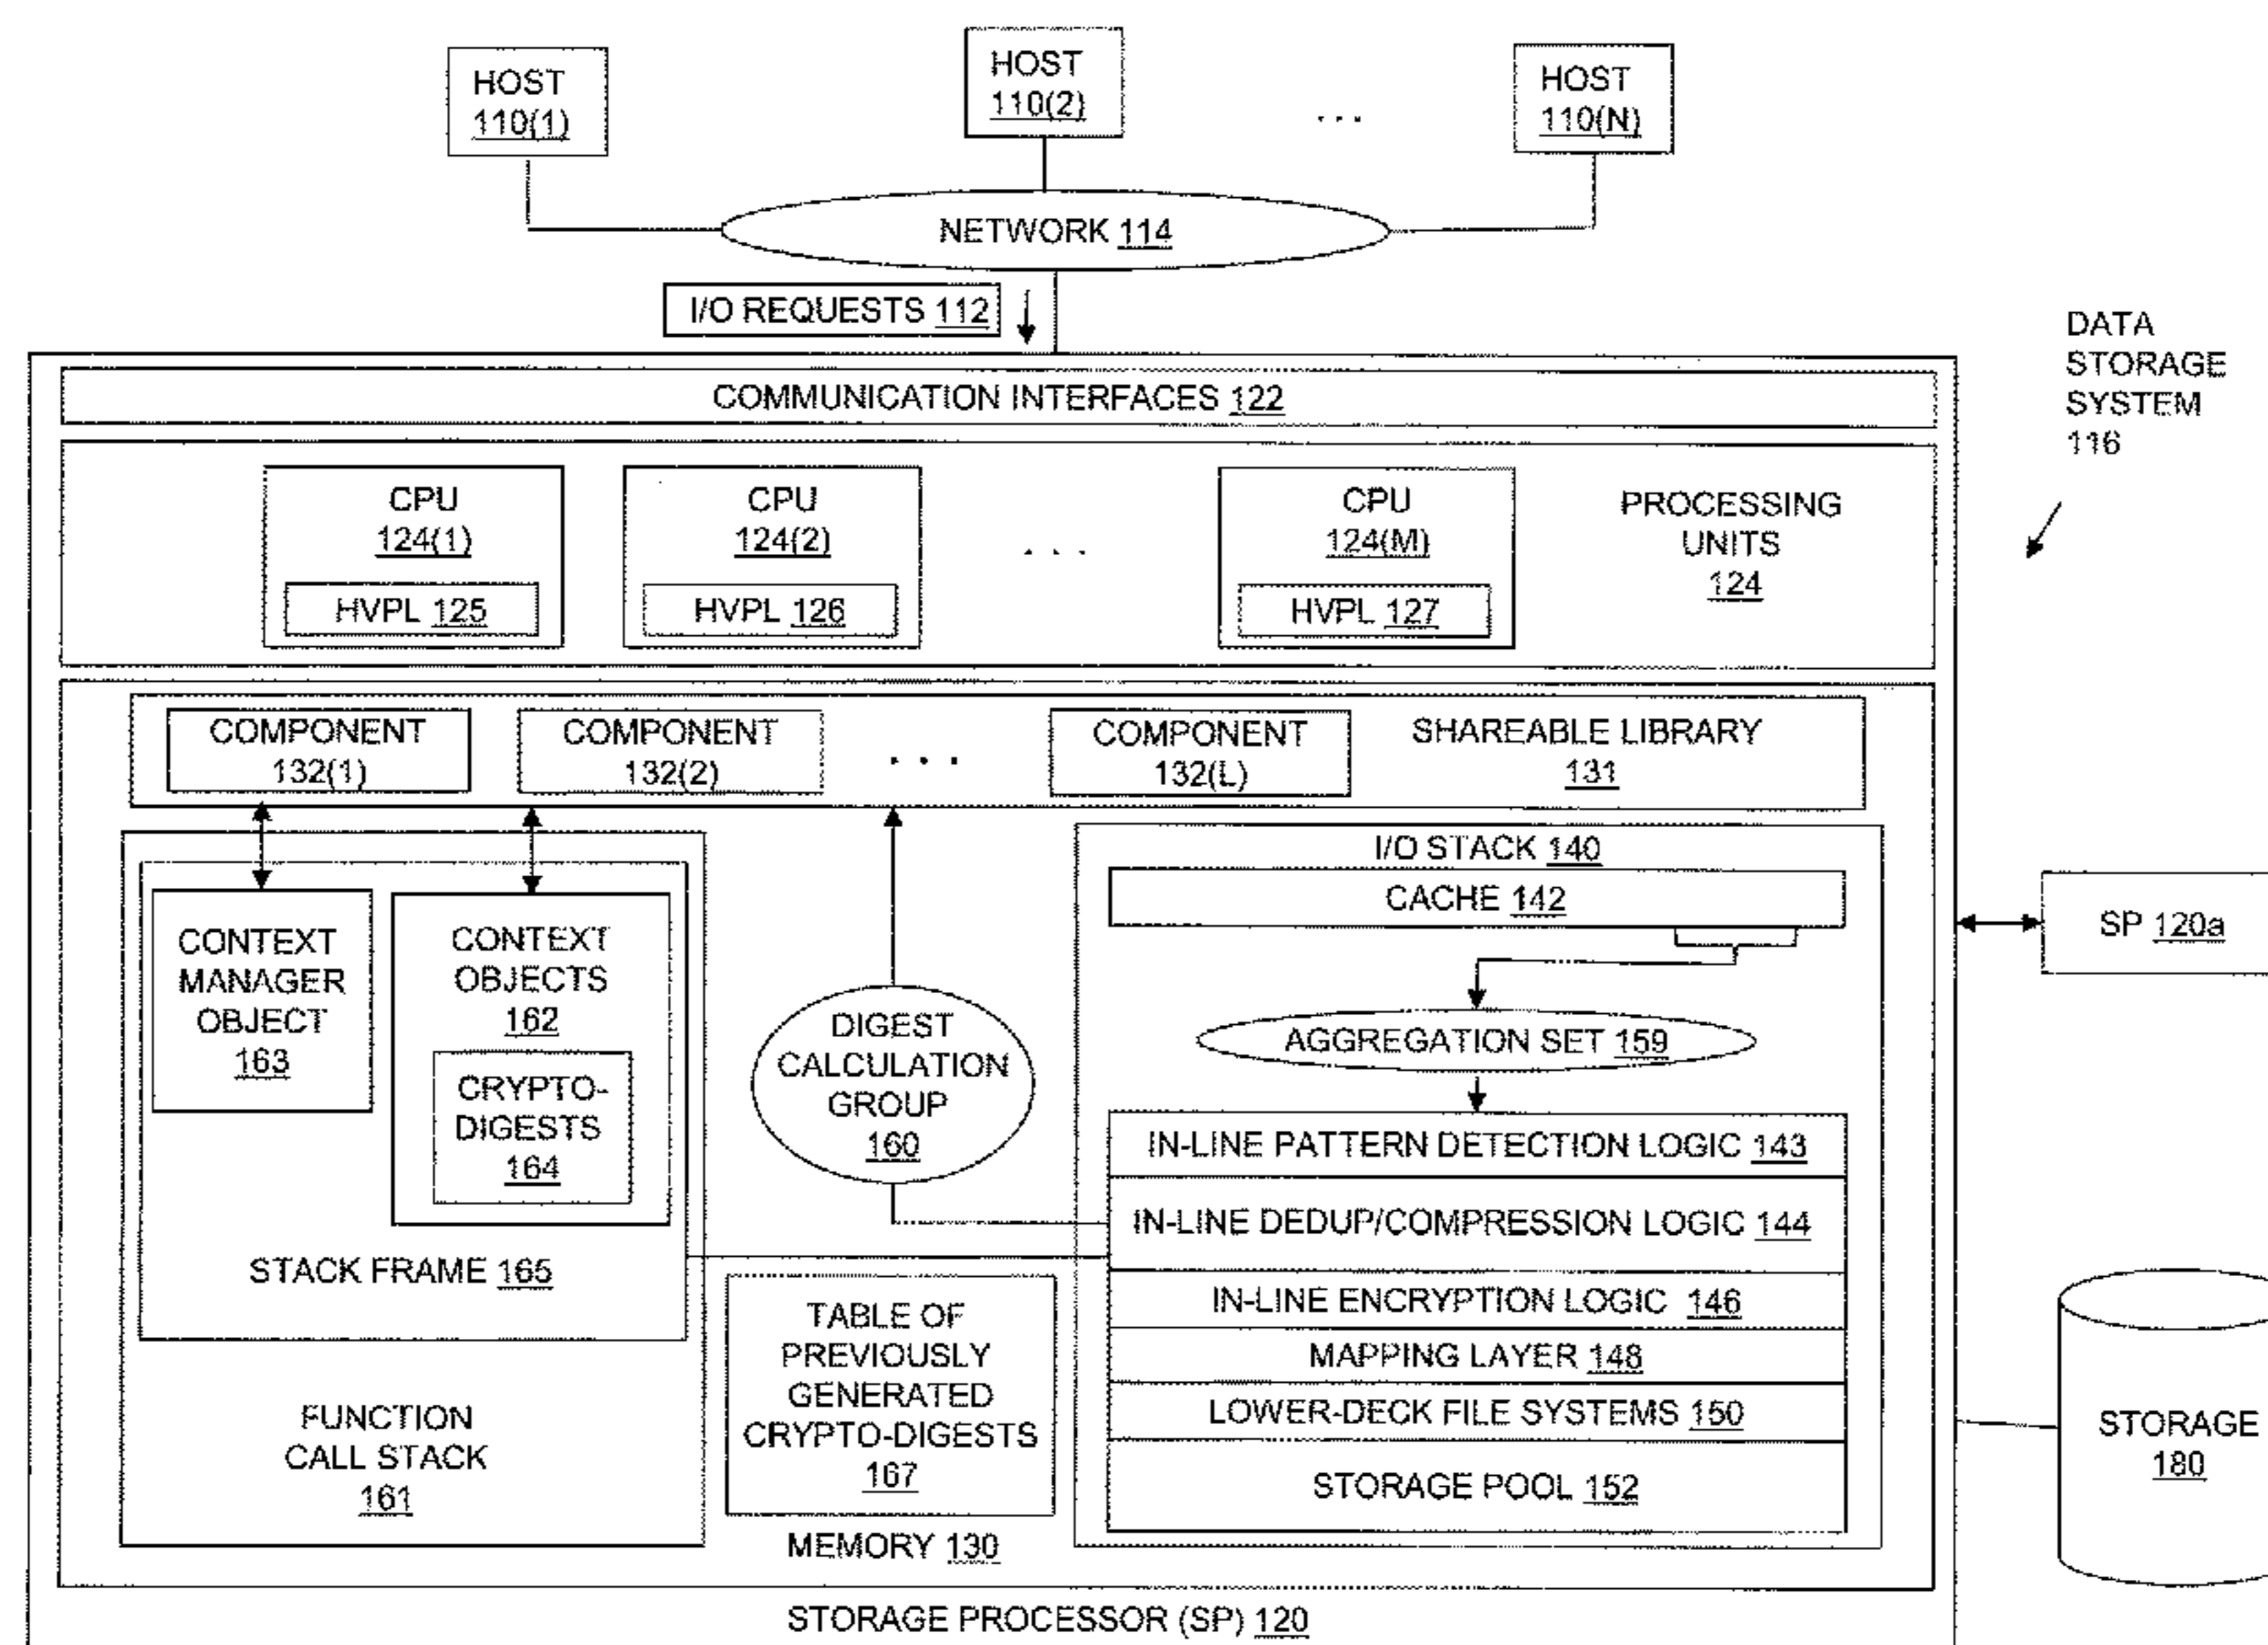 HOST
110(1)
HOST
110(2)
. . .
HOST
110(N)
NETWORK 114
I/O REQUESTS 112
DATA
STORAGE
SYSTEM
116
COMMUNICATION INTERFACES 122
CPU
124(1)
HVPL 125
CPU
124(2)
HVPL 126
. . .
CPU
124(M)
HVPL 127
PROCESSING
UNITS
124
COMPONENT
132(1)
COMPONENT
132(2)
. . .
COMPONENT
132(L)
SHAREABLE LIBRARY
131
CONTEXT
MANAGER
OBJECT
163
CONTEXT
OBJECTS
162
CRYPTO-
DIGESTS
164
STACK FRAME 165
FUNCTION
CALL STACK
161
DIGEST
CALCULATION
GROUP
160
TABLE OF
PREVIOUSLY
GENERATED
CRYPTO-DIGESTS
167
MEMORY 130
I/O STACK 140
CACHE 142
AGGREGATION SET 159
IN-LINE PATTERN DETECTION LOGIC 143
IN-LINE DEDUP/COMPRESSION LOGIC 144
IN-LINE ENCRYPTION LOGIC 146
MAPPING LAYER 148
LOWER-DECK FILE SYSTEMS 150
STORAGE POOL 152
SP 120a
STORAGE
180
STORAGE PROCESSOR (SP) 120